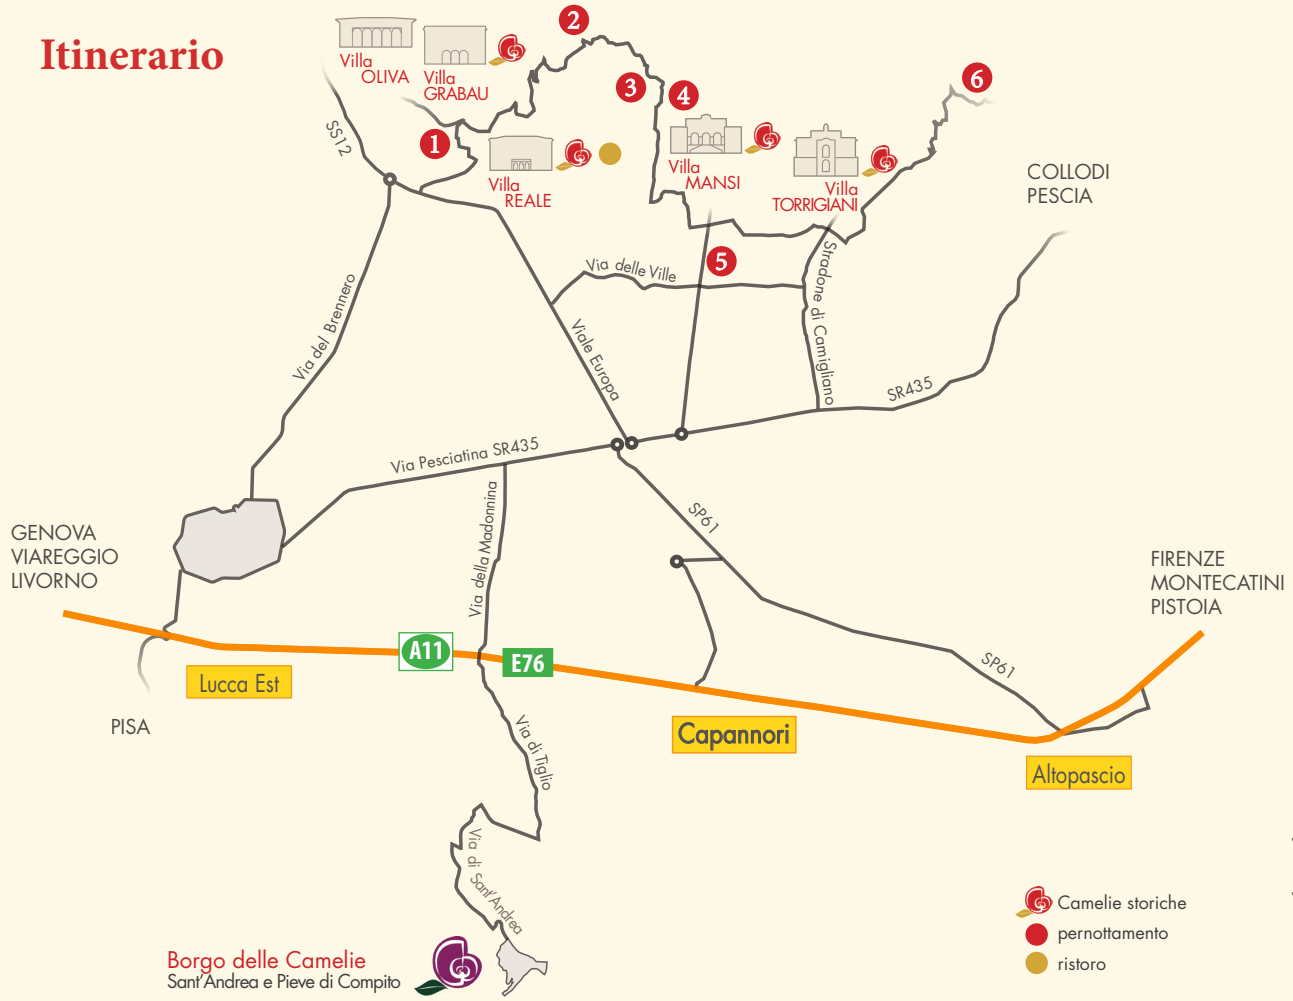 Itinerario
Villa
OLIVA
Villa
GRABAU
2
3
4
6
1
SS12
Villa
REALE
Villa
MANSI
Villa
TORRIGIANI
COLLODI
PESCIA
5
Via delle Ville
Stradone di Camigliano
Via del Brennero
Viale Europa
SR435
Via Pesciatina SR435
Via della Madonnina
SP61
GENOVA
VIAREGGIO
LIVORNO
FIRENZE
MONTECATINI
PISTOIA
A11
E76
Lucca Est
SP61
PISA
Capannori
Via di Tiglio
Altopascio
Via di Sant'Andrea
Camelie storiche
pernottamento
ristoro
Borgo delle Camelie
Sant'Andrea e Pieve di Compito